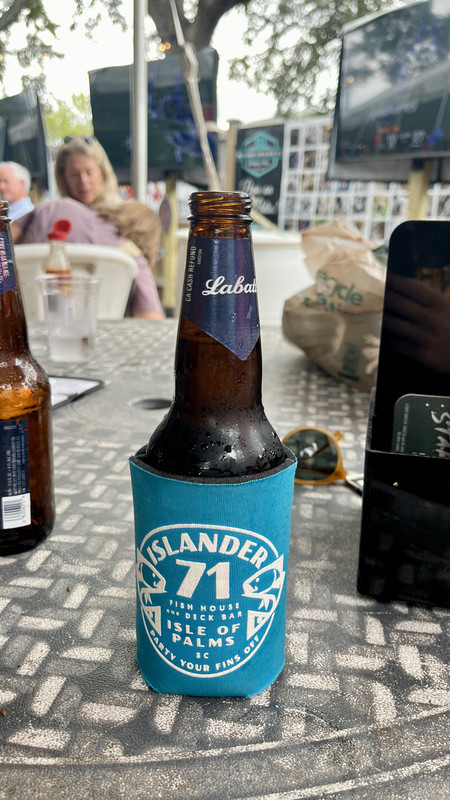 CA CASH REFUND
Labatt
ISLANDER
71
FISH HOUSE
AND DECK BAR
ISLE OF
PALMS
SC
PARTY YOUR FINS OFF